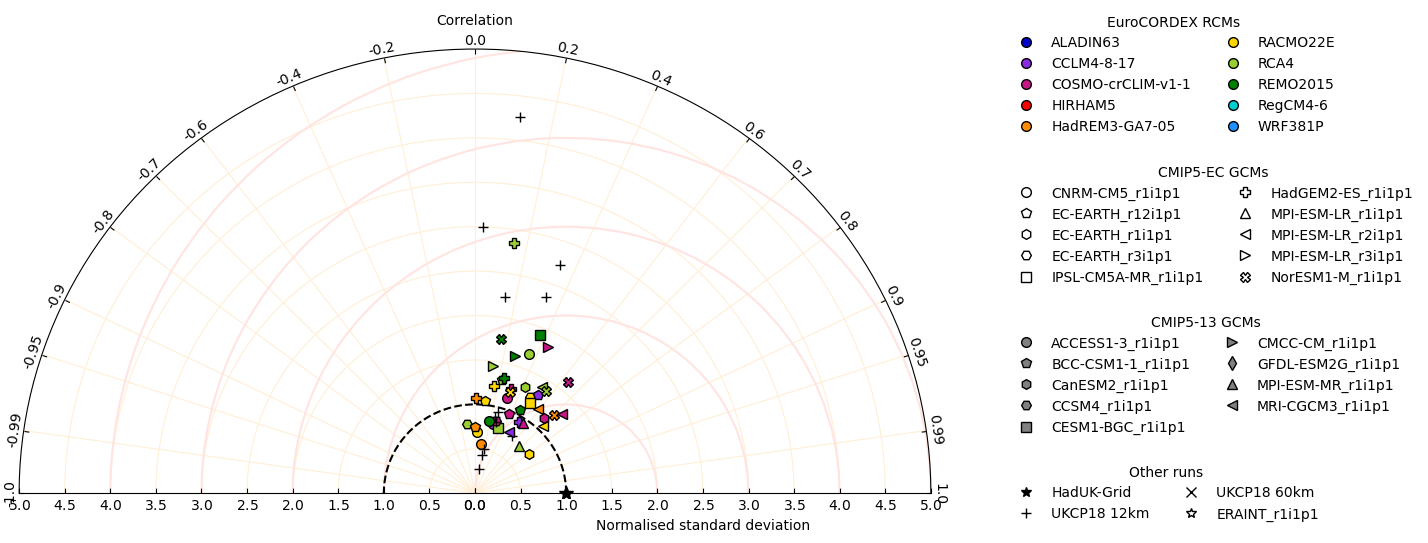 Correlation
-0.99
-0.95
-0.9
-0.8
-0.7
-0.6
-0.4
-0.2
0.0
0.2
0.4
0.6
0.7
0.8
0.9
0.95
0.99
1.0
-1.0
5.0 4.5 4.0 3.5 3.0 2.5 2.0 1.5 1.0 0.5 0.0 0.5 1.0 1.5 2.0 2.5 3.0 3.5 4.0 4.5 5.0
Normalised standard deviation
EuroCORDEX RCMs
ALADIN63 RACMO22E
CCLM4-8-17 RCA4
COSMO-crCLIM-v1-1 REMO2015
HIRHAM5 RegCM4-6
HadREM3-GA7-05 WRF381P
CMIP5-EC GCMs
CNRM-CM5_r1i1p1 HadGEM2-ES_r1i1p1
EC-EARTH_r12i1p1 MPI-ESM-LR_r1i1p1
EC-EARTH_r1i1p1 MPI-ESM-LR_r2i1p1
EC-EARTH_r3i1p1 MPI-ESM-LR_r3i1p1
IPSL-CM5A-MR_r1i1p1 NorESM1-M_r1i1p1
CMIP5-13 GCMs
ACCESS1-3_r1i1p1 CMCC-CM_r1i1p1
BCC-CSM1-1_r1i1p1 GFDL-ESM2G_r1i1p1
CanESM2_r1i1p1 MPI-ESM-MR_r1i1p1
CCSM4_r1i1p1 MRI-CGCM3_r1i1p1
CESM1-BGC_r1i1p1
Other runs
HadUK-Grid UKCP18 60km
UKCP18 12km ERAINT_r1i1p1